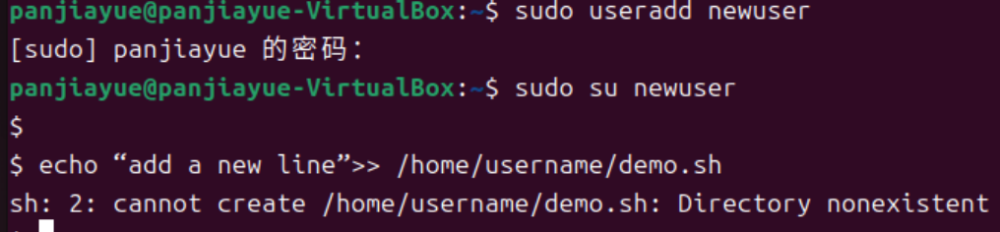 panjiayue@panjiayue-VirtualBox:~$ sudo useradd newuser
[sudo] panjiayue 的密码：
panjiayue@panjiayue-VirtualBox:~$ sudo su newuser
$
$ echo “add a new line”>> /home/username/demo.sh
sh: 2: cannot create /home/username/demo.sh: Directory nonexistent